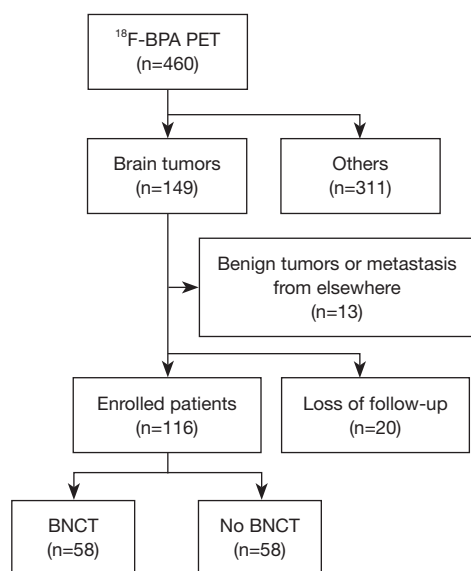 ¹⁸F-BPA PET
(n=460)
Brain tumors
(n=149)
Others
(n=311)
Benign tumors or metastasis
from elsewhere
(n=13)
Enrolled patients
(n=116)
Loss of follow-up
(n=20)
BNCT
(n=58)
No BNCT
(n=58)